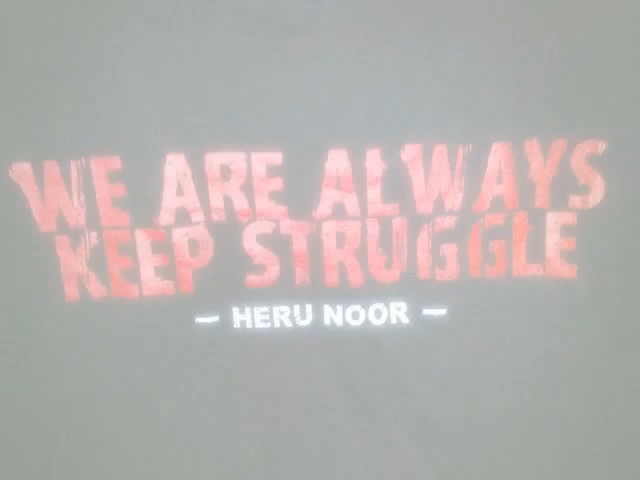 WE ARE ALWAYS
KEEP STRUGGLE
— HERU NOOR —